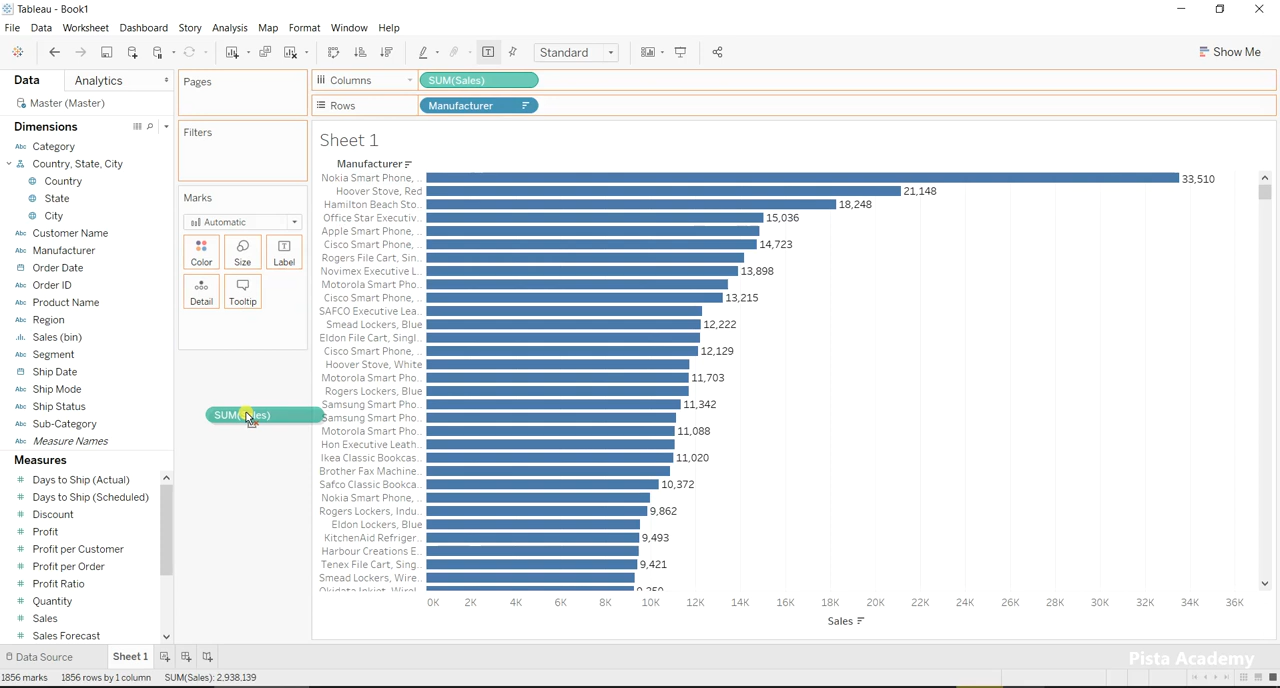 Tableau - Book1
File Data Worksheet Dashboard Story Analysis Map Format Window Help
Standard
Show Me
Data
Analytics
Master (Master)
Dimensions
Abc Category
Country, State, City
Country
State
City
Abc Customer Name
Abc Manufacturer
Order Date
Abc Order ID
Abc Product Name
Abc Region
Sales (bin)
Abc Segment
Ship Date
Abc Ship Mode
Abc Ship Status
Abc Sub-Category
Abc Measure Names
Measures
# Days to Ship (Actual)
# Days to Ship (Scheduled)
# Discount
# Profit
# Profit per Customer
# Profit per Order
# Profit Ratio
# Quantity
# Sales
# Sales Forecast
Pages
Filters
Marks
Automatic
Color Size Label
Detail Tooltip
Columns SUM(Sales)
Rows Manufacturer
Sheet 1
Manufacturer
Nokia Smart Phone, .. 33,510
Hoover Stove, Red 21,148
Hamilton Beach Sto.. 18,248
Office Star Executiv.. 15,036
Apple Smart Phone, ..
Cisco Smart Phone, .. 14,723
Rogers File Cart, Sin..
Novimex Executive L.. 13,898
Motorola Smart Pho..
Cisco Smart Phone, .. 13,215
SAFCO Executive Lea..
Smead Lockers, Blue 12,222
Eldon File Cart, Singl..
Cisco Smart Phone, .. 12,129
Hoover Stove, White
Motorola Smart Pho.. 11,703
Rogers Lockers, Blue
Samsung Smart Pho.. 11,342
Samsung Smart Pho..
Motorola Smart Pho.. 11,088
Hon Executive Leath..
Ikea Classic Bookcas.. 11,020
Brother Fax Machine..
Safco Classic Bookca.. 10,372
Nokia Smart Phone, ..
Rogers Lockers, Indu.. 9,862
Eldon Lockers, Blue
KitchenAid Refriger.. 9,493
Harbour Creations E..
Tenex File Cart, Sing.. 9,421
Smead Lockers, Wire..
0K 2K 4K 6K 8K 10K 12K 14K 16K 18K 20K 22K 24K 26K 28K 30K 32K 34K 36K
Sales
Data Source
Sheet 1
Pista Academy
1856 marks 1856 rows by 1 column SUM(Sales): 2,938,139